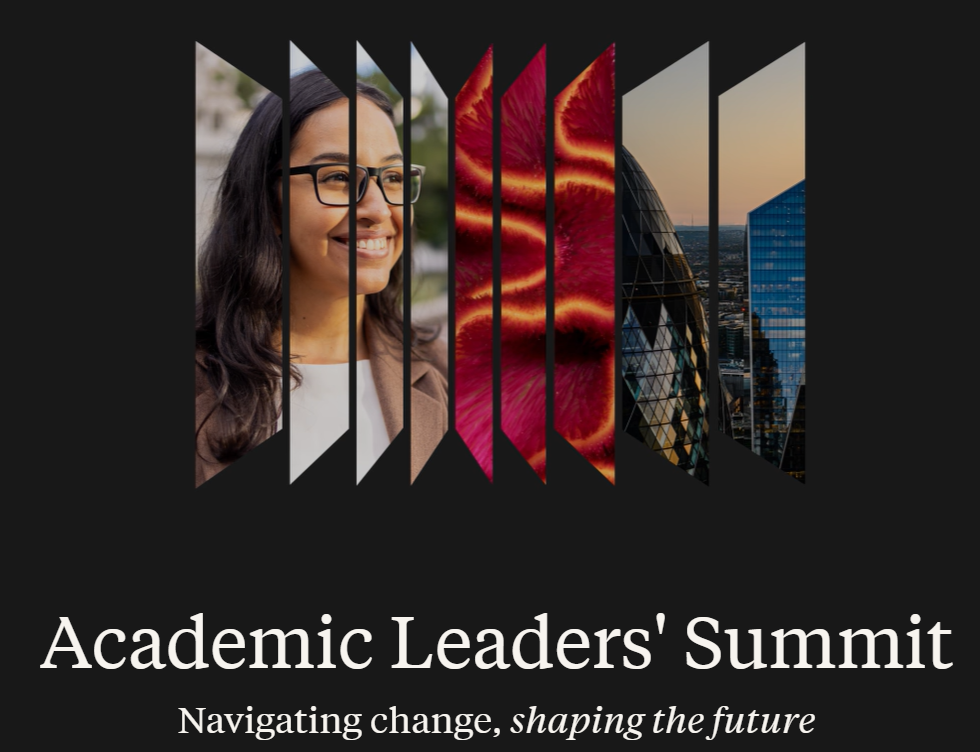 Academic Leaders' Summit
Navigating change, shaping the future